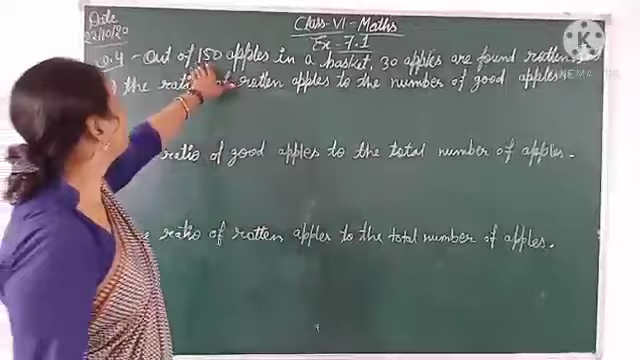 Date
22/10/20
Class-VI-Maths
Ex-7.1
Q.4 - Out of 150 apples in a basket, 30 apples are found rotten.
the ratio of rotten apples to the number of good apples.
ratio of good apples to the total number of apples.
ratio of rotten apples to the total number of apples.
K